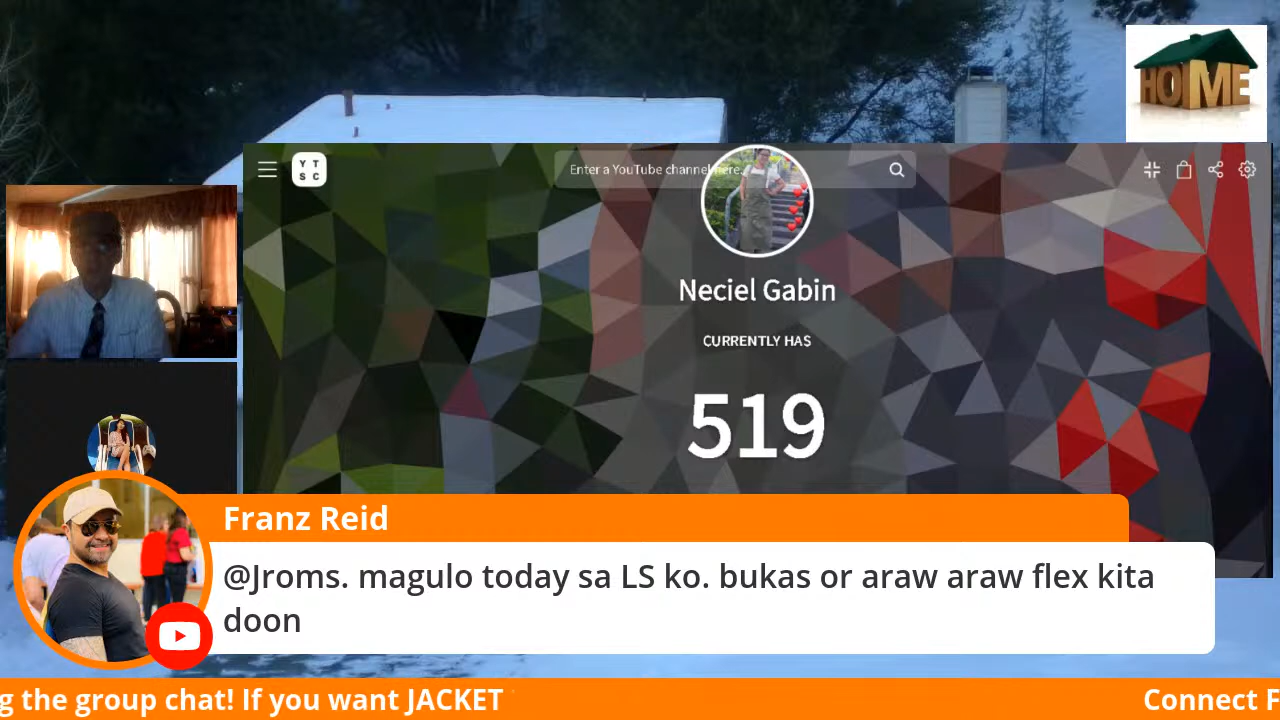 HOME
Y T
S C
Enter a YouTube channel here.
Neciel Gabin
CURRENTLY HAS
519
Franz Reid
@Jroms. magulo today sa LS ko. bukas or araw araw flex kita
doon
g the group chat! If you want JACKET
Connect F